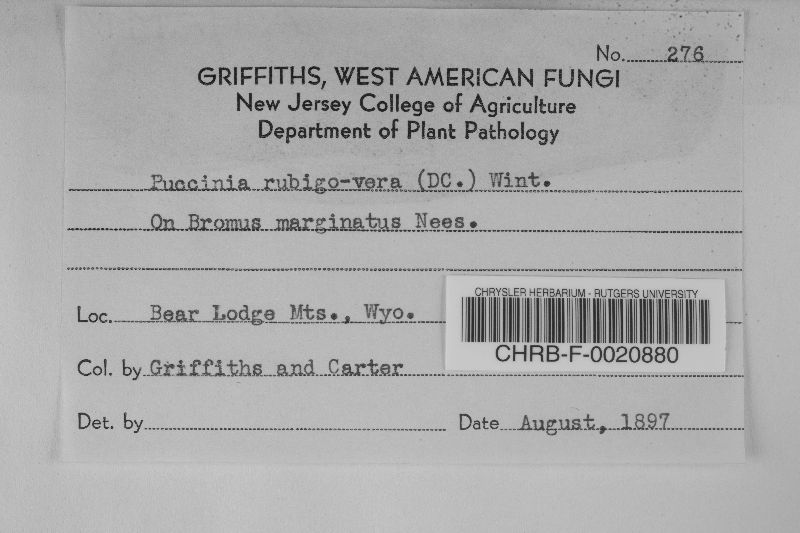 No. 276
GRIFFITHS, WEST AMERICAN FUNGI
New Jersey College of Agriculture
Department of Plant Pathology
Puccinia rubigo-vera (DC.) Wint.
On Bromus marginatus Nees.
CHRYSLER HERBARIUM - RUTGERS UNIVERSITY
Loc. Bear Lodge Mts., Wyo.
CHRB-F-0020880
Col. by Griffiths and Carter
Det. by
Date August, 1897